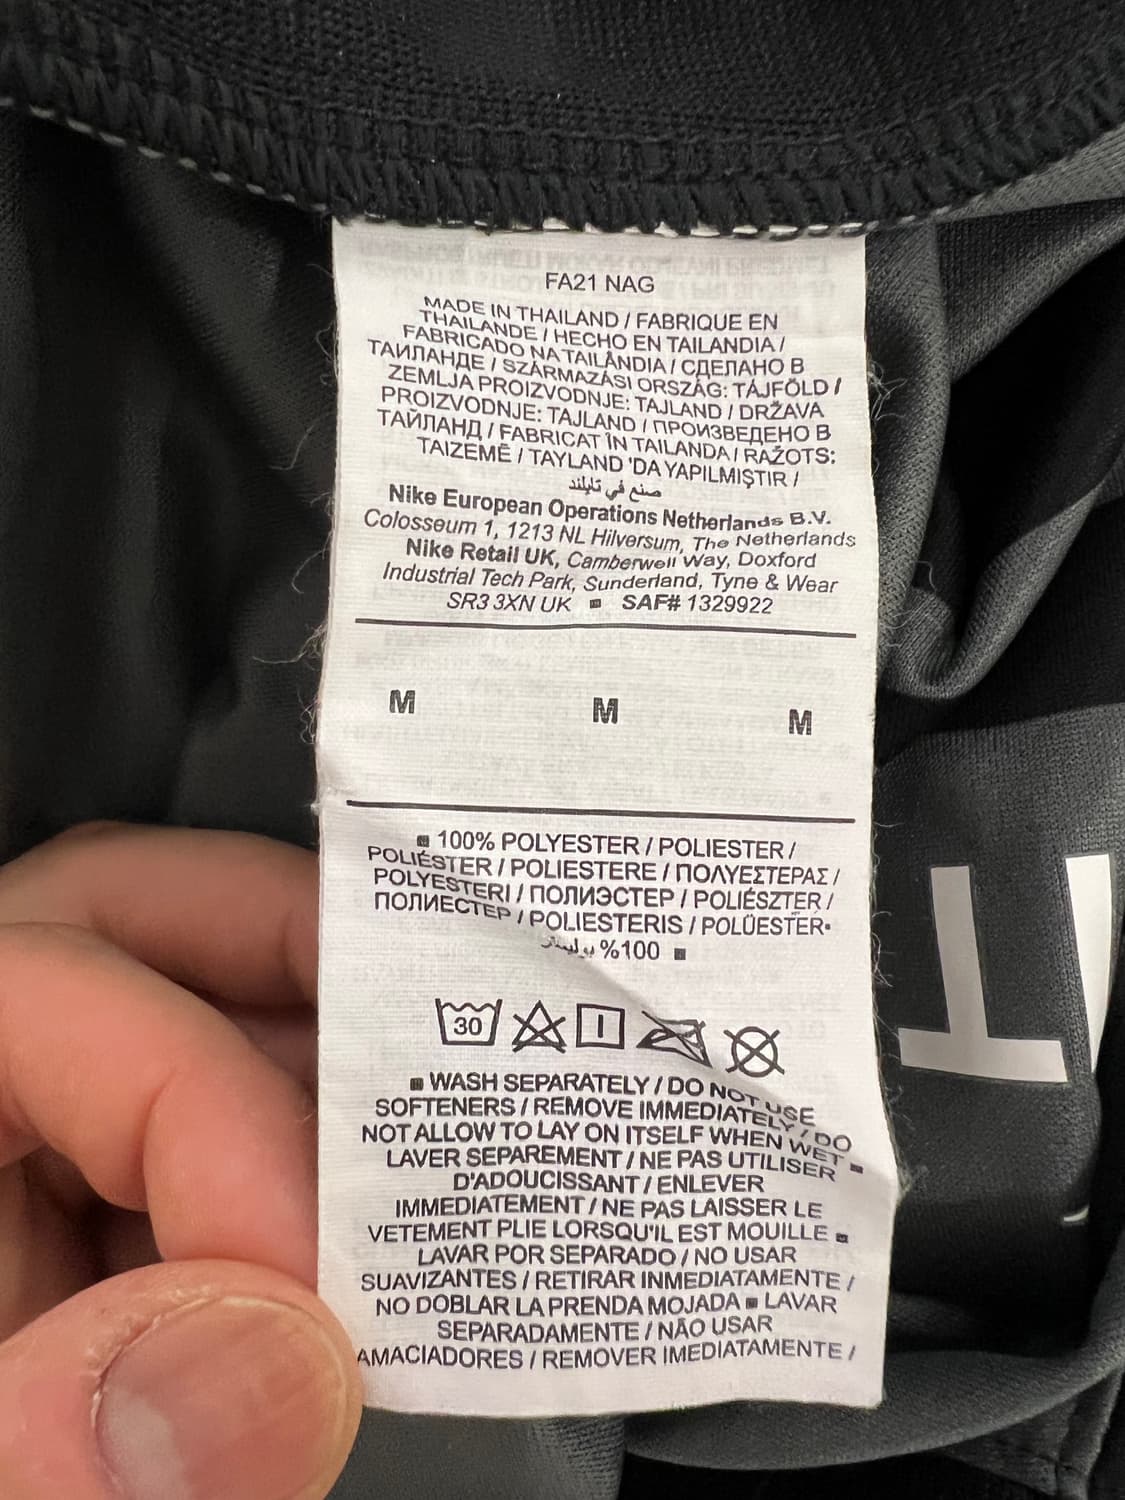 FA21 NAG
MADE IN THAILAND / FABRIQUE EN
THAILANDE / HECHO EN TAILANDIA /
FABRICADO NA TAILÂNDIA / СДЕЛАНО В
ТАИЛАНДЕ / SZÁRMAZÁSI ORSZÁG: TÁJFÖLD /
ZEMLJA PROIZVODNJE: TAJLAND / DRŽAVA
PROIZVODNJE: TAJLAND / ПРОИЗВЕДЕНО В
ТАЙЛАНД / FABRICAT ÎN TAILANDA / RAŽOTS:
TAIZEMĒ / TAYLAND 'DA YAPILMIŞTIR /
صنع في تايلند
Nike European Operations Netherlands B.V.
Colosseum 1, 1213 NL Hilversum, The Netherlands
Nike Retail UK, Camberwell Way, Doxford
Industrial Tech Park, Sunderland, Tyne & Wear
SR3 3XN UK ■ SAF# 1329922
M M M
■ 100% POLYESTER / POLIESTER /
POLIÉSTER / POLIESTERE / ΠΟΛΥΕΣΤΕΡΑΣ /
POLYESTERI / ПОЛИЭСТЕР / POLIÉSZTER /
ПОЛИЕСТЕР / POLIESTERIS / POLÜESTER▪
%100 ■
30
■ WASH SEPARATELY / DO NOT USE
SOFTENERS / REMOVE IMMEDIATELY / DO
NOT ALLOW TO LAY ON ITSELF WHEN WET ■
LAVER SEPAREMENT / NE PAS UTILISER
D'ADOUCISSANT / ENLEVER
IMMEDIATEMENT / NE PAS LAISSER LE
VETEMENT PLIE LORSQU'IL EST MOUILLE ■
LAVAR POR SEPARADO / NO USAR
SUAVIZANTES / RETIRAR INMEDIATAMENTE /
NO DOBLAR LA PRENDA MOJADA ■ LAVAR
SEPARADAMENTE / NÃO USAR
AMACIADORES / REMOVER IMEDIATAMENTE /